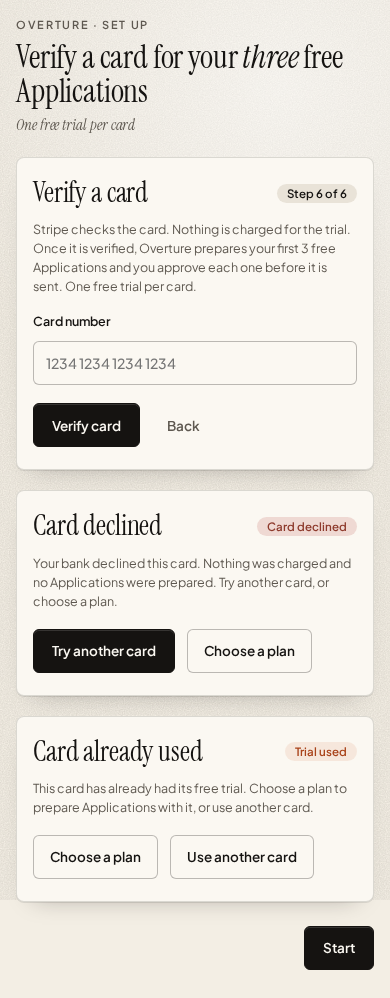 OVERTURE · SET UP
Verify a card for your three free
Applications
One free trial per card
Verify a card
Step 6 of 6
Stripe checks the card. Nothing is charged for the trial.
Once it is verified, Overture prepares your first 3 free
Applications and you approve each one before it is
sent. One free trial per card.
Card number
1234 1234 1234 1234
Verify card
Back
Card declined
Card declined
Your bank declined this card. Nothing was charged and
no Applications were prepared. Try another card, or
choose a plan.
Try another card
Choose a plan
Card already used
Trial used
This card has already had its free trial. Choose a plan to
prepare Applications with it, or use another card.
Choose a plan
Use another card
Start